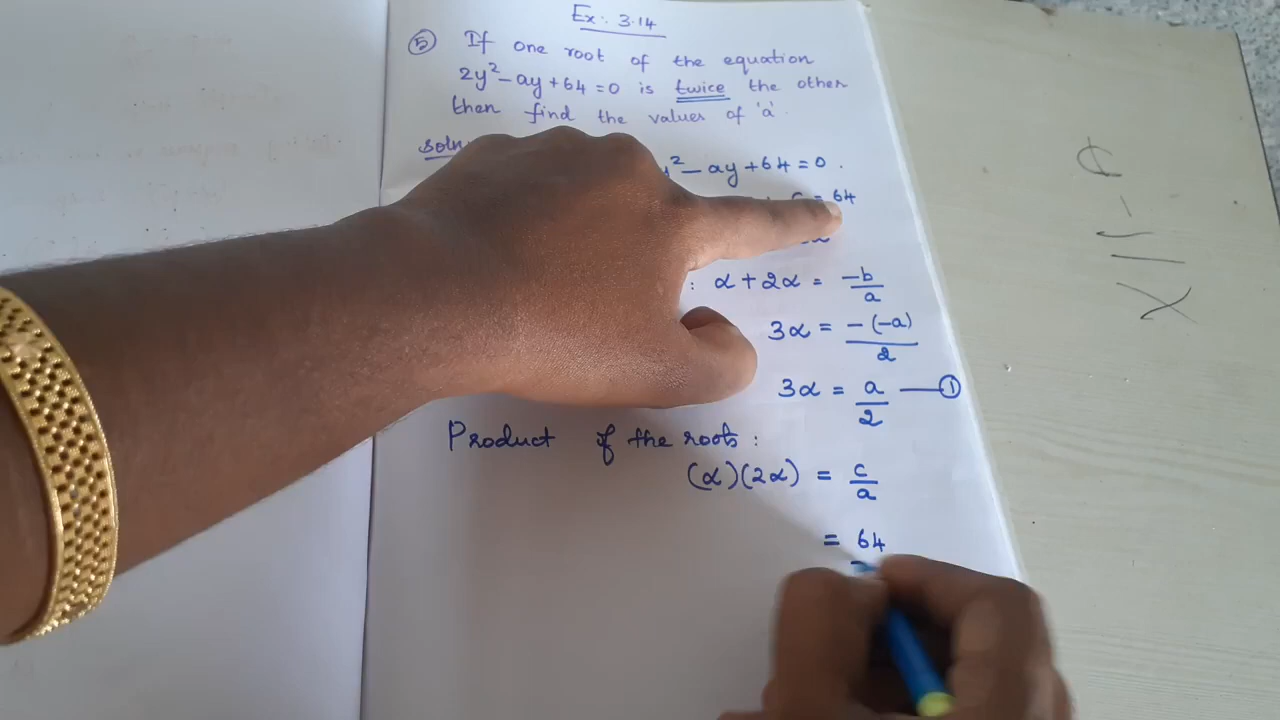 Ex:. 3.14
⑤ If one root of the equation
2y² - ay + 64 = 0 is twice the other
then find the values of 'a'.
Soln
y² - ay + 64 = 0.
= 64
: α + 2α = -b/a
3α = -(-a)/2
3α = a/2 —①
Product of the roots:
(α)(2α) = c/a
= 64